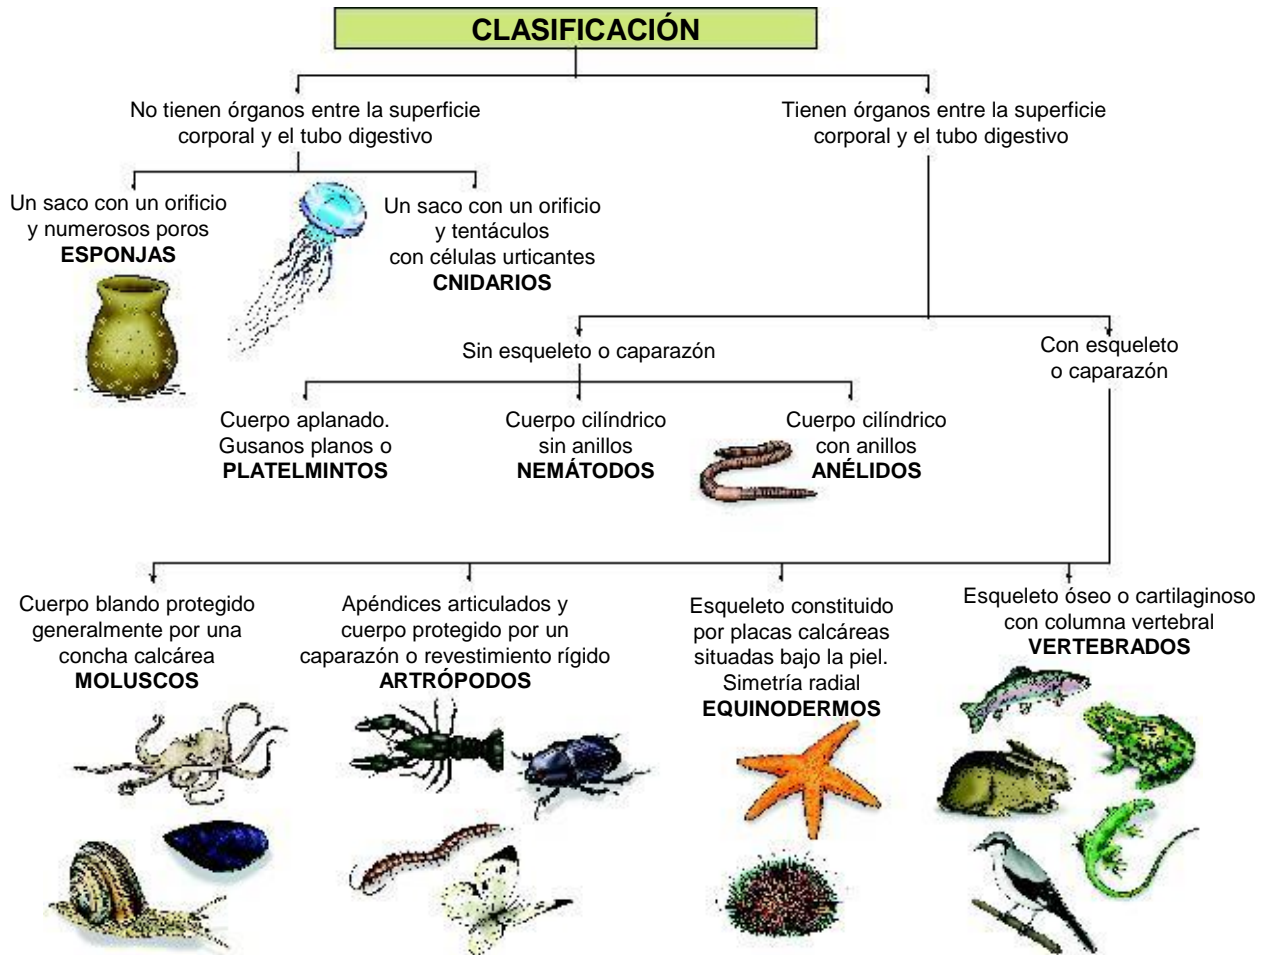 CLASIFICACIÓN
No tienen órganos entre la superficie
corporal y el tubo digestivo
Tienen órganos entre la superficie
corporal y el tubo digestivo
Un saco con un orificio
y numerosos poros
ESPONJAS
Un saco con un orificio
y tentáculos
con células urticantes
CNIDARIOS
Sin esqueleto o caparazón
Con esqueleto
o caparazón
Cuerpo aplanado.
Gusanos planos o
PLATELMINTOS
Cuerpo cilíndrico
sin anillos
NEMÁTODOS
Cuerpo cilíndrico
con anillos
ANÉLIDOS
Cuerpo blando protegido
generalmente por una
concha calcárea
MOLUSCOS
Apéndices articulados y
cuerpo protegido por un
caparazón o revestimiento rígido
ARTRÓPODOS
Esqueleto constituido
por placas calcáreas
situadas bajo la piel.
Simetría radial
EQUINODERMOS
Esqueleto óseo o cartilaginoso
con columna vertebral
VERTEBRADOS